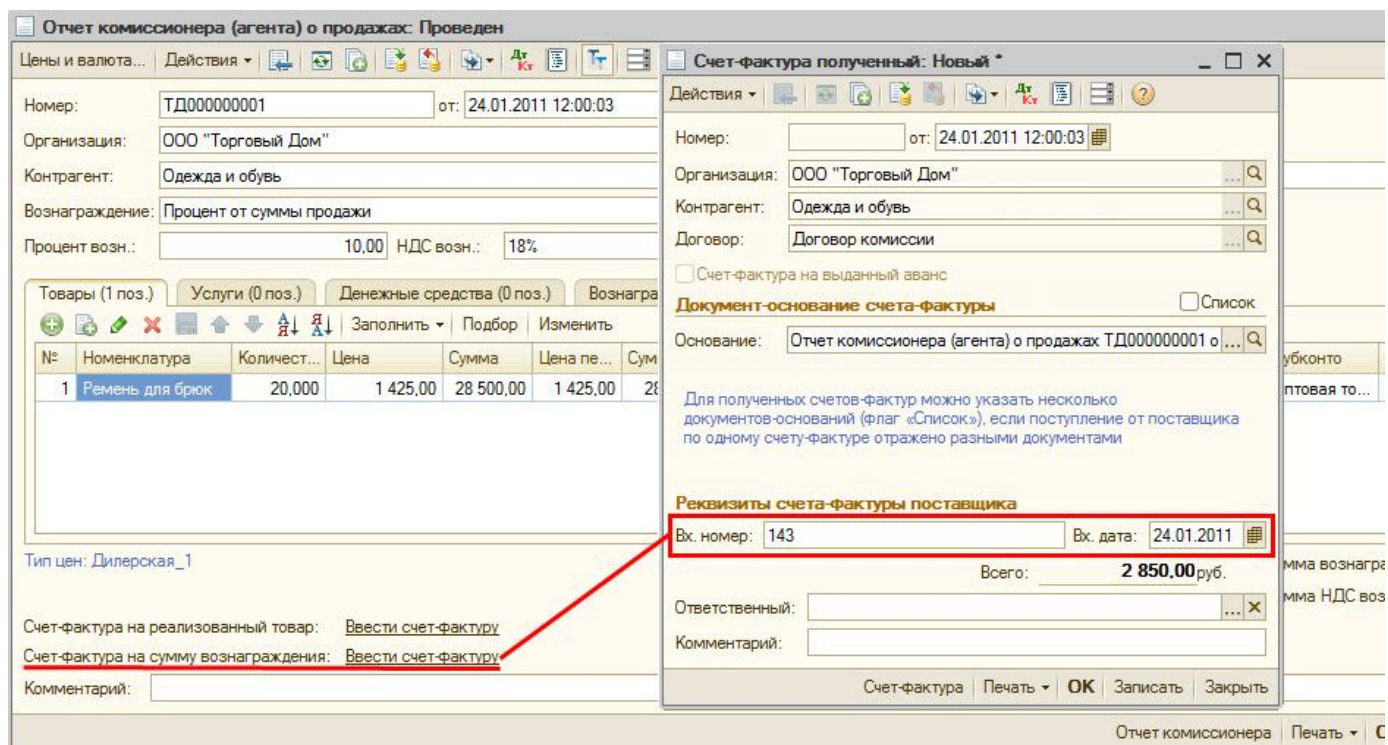 Отчет комиссионера (агента) о продажах: Проведен
Цены и валюта... Действия
Номер: ТД000000001 от: 24.01.2011 12:00:03
Организация: ООО "Торговый Дом"
Контрагент: Одежда и обувь
Вознаграждение: Процент от суммы продажи
Процент возн.: 10,00 НДС возн.: 18%
Товары (1 поз.) Услуги (0 поз.) Денежные средства (0 поз.) Вознагра
Заполнить Подбор Изменить
№ Номенклатура Количест... Цена Сумма Цена пе... Сум
1 Ремень для брюк 20,000 1 425,00 28 500,00 1 425,00 28
убконто
птовая то...
Тип цен: Дилерская_1
мма вознагра
мма НДС воз
Счет-фактура на реализованный товар: Ввести счет-фактуру
Счет-фактура на сумму вознаграждения: Ввести счет-фактуру
Комментарий:
Отчет комиссионера Печать
Счет-фактура полученный: Новый *
Действия
Номер: от: 24.01.2011 12:00:03
Организация: ООО "Торговый Дом"
Контрагент: Одежда и обувь
Договор: Договор комиссии
Счет-фактура на выданный аванс
Документ-основание счета-фактуры Список
Основание: Отчет комиссионера (агента) о продажах ТД000000001 о
Для полученных счетов-фактур можно указать несколько
документов-оснований (флаг «Список»), если поступление от поставщика
по одному счету-фактуре отражено разными документами
Реквизиты счета-фактуры поставщика
Вх. номер: 143 Вх. дата: 24.01.2011
Всего: 2 850,00 руб.
Ответственный:
Комментарий:
Счет-фактура Печать OK Записать Закрыть